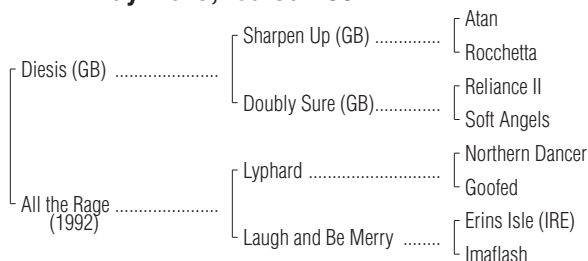 Atan
Sharpen Up (GB) .............
Rocchetta
Diesis (GB) .....................
Reliance II
Doubly Sure (GB).............
Soft Angels
Northern Dancer
Lyphard ..........................
Goofed
All the Rage .....................
(1992)
Erins Isle (IRE)
Laugh and Be Merry ........
Imaflash